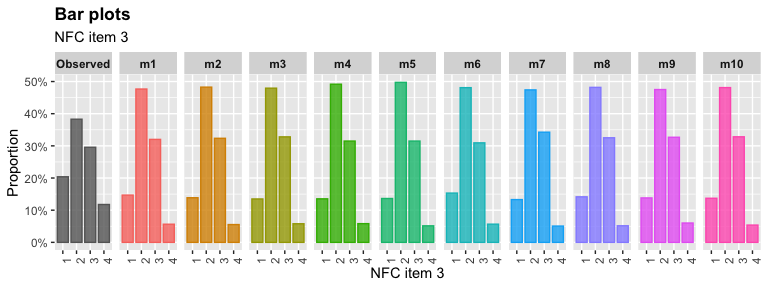 Bar plots
NFC item 3
Observed m1 m2 m3 m4 m5 m6 m7 m8 m9 m10
50%
40%
30%
20%
10%
0%
Proportion
1 2 3 4 1 2 3 4 1 2 3 4 1 2 3 4 1 2 3 4 1 2 3 4 1 2 3 4 1 2 3 4 1 2 3 4 1 2 3 4 1 2 3 4
NFC item 3